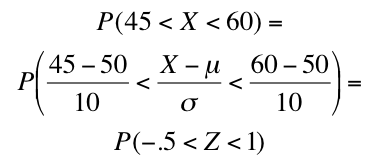 P(45 < X < 60) =
P((45 − 50)/10 < (X − μ)/σ < (60 − 50)/10) =
P(−.5 < Z < 1)